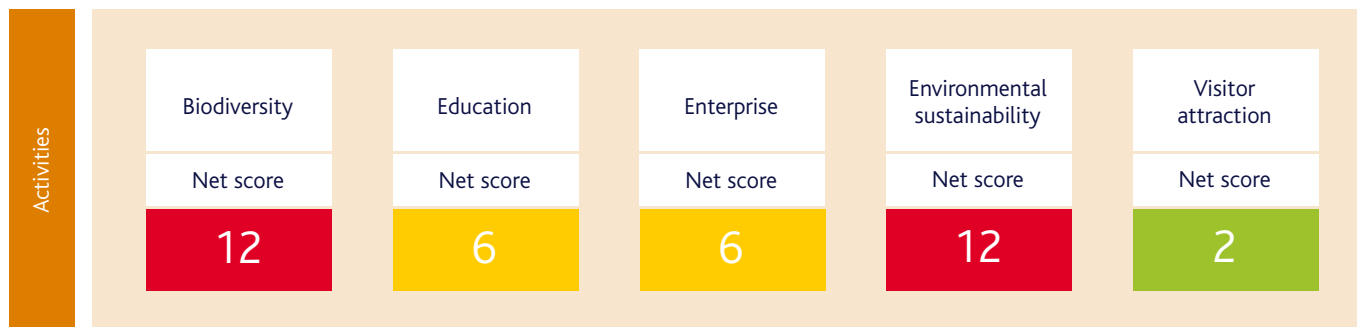 Activities
Biodiversity
Net score
12
Education
Net score
6
Enterprise
Net score
6
Environmental
sustainability
Net score
12
Visitor
attraction
Net score
2